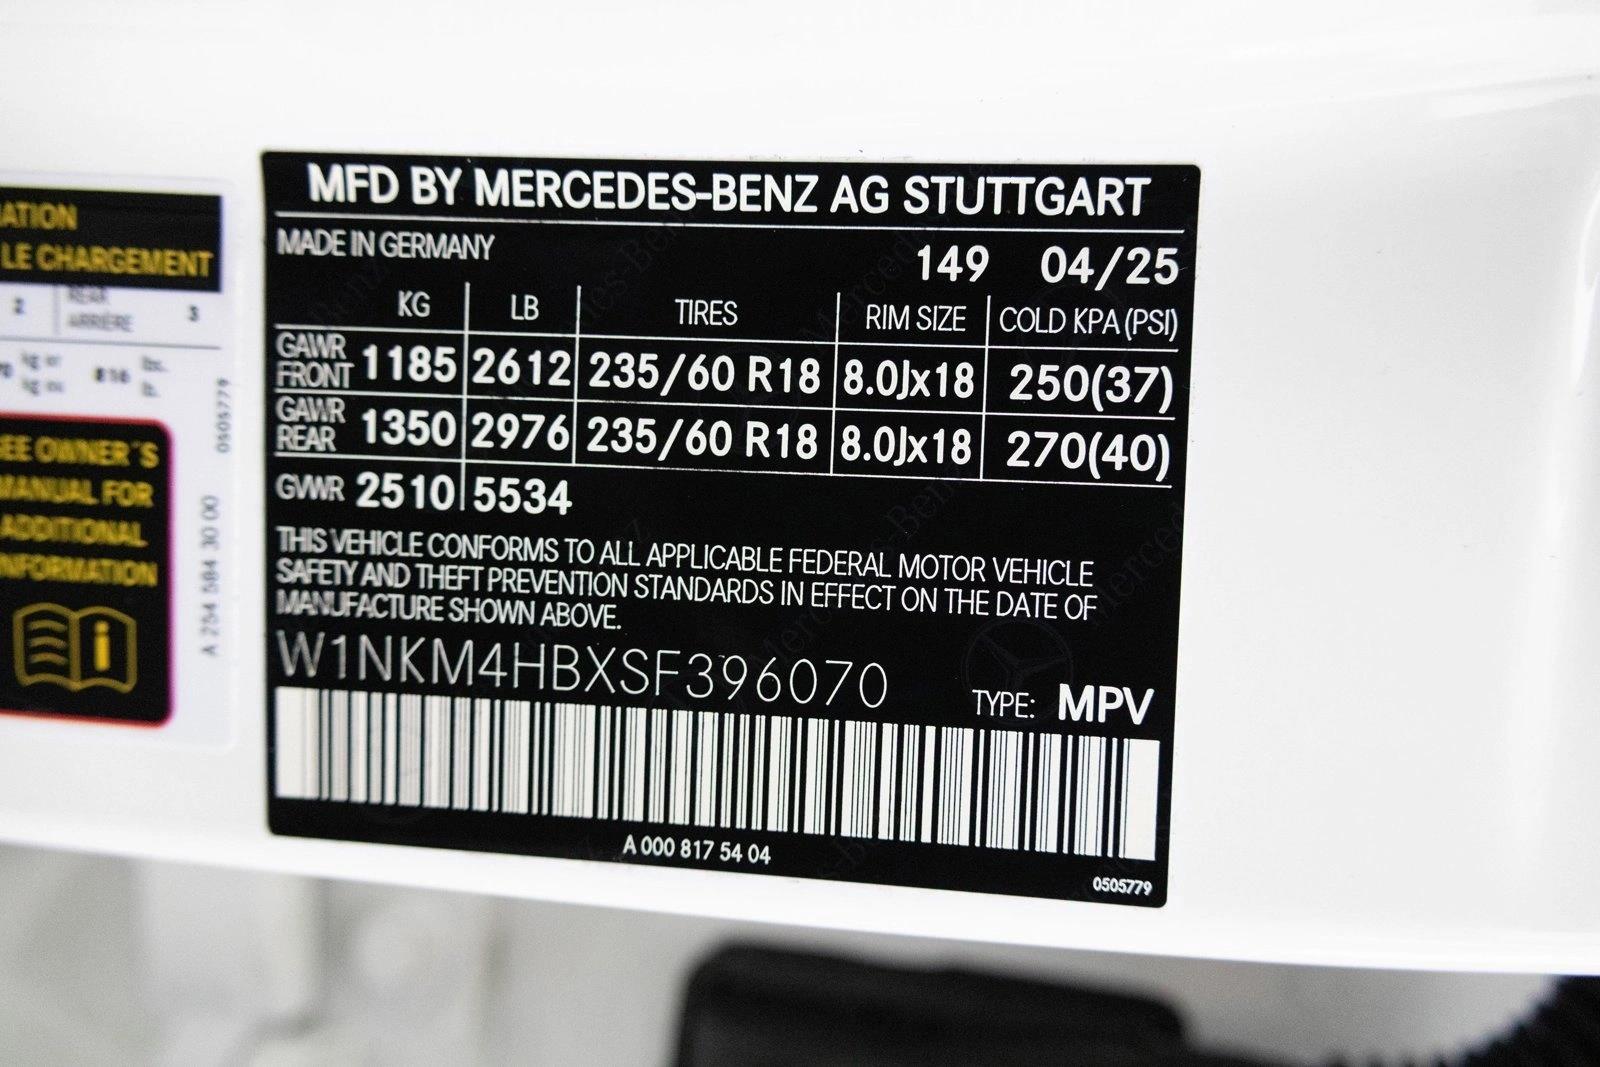 LE CHARGEMENT
2 REAR
ARRIÈRE 3
kg or 816 lbs.
0505779
SEE OWNER´S
MANUAL FOR
ADDITIONAL
INFORMATION
A 254 584 30 00
MFD BY MERCEDES-BENZ AG STUTTGART
MADE IN GERMANY
149 04/25
KG LB TIRES RIM SIZE COLD KPA (PSI)
GAWR FRONT 1185 2612 235/60 R18 8.0Jx18 250(37)
GAWR REAR 1350 2976 235/60 R18 8.0Jx18 270(40)
GVWR 2510 5534
THIS VEHICLE CONFORMS TO ALL APPLICABLE FEDERAL MOTOR VEHICLE
SAFETY AND THEFT PREVENTION STANDARDS IN EFFECT ON THE DATE OF
MANUFACTURE SHOWN ABOVE.
W1NKM4HBXSF396070
TYPE: MPV
A 000 817 54 04
0505779